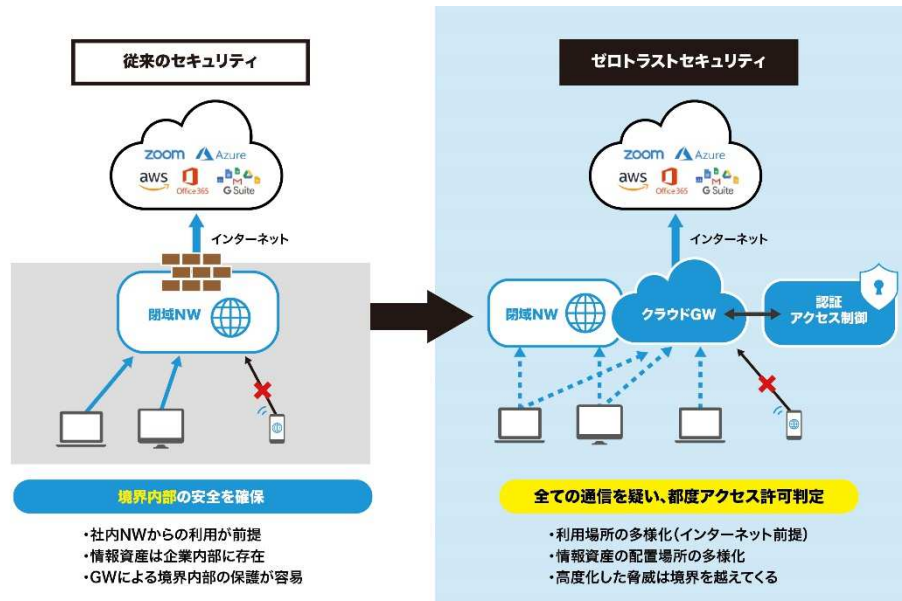 従来のセキュリティ
zoom Azure
aws Office 365 G Suite
インターネット
閉域NW
境界内部の安全を確保
・社内NWからの利用が前提
・情報資産は企業内部に存在
・GWによる境界内部の保護が容易
ゼロトラストセキュリティ
zoom Azure
aws Office 365 G Suite
インターネット
閉域NW
クラウドGW
認証
アクセス制御
全ての通信を疑い、都度アクセス許可判定
・利用場所の多様化(インターネット前提)
・情報資産の配置場所の多様化
・高度化した脅威は境界を越えてくる